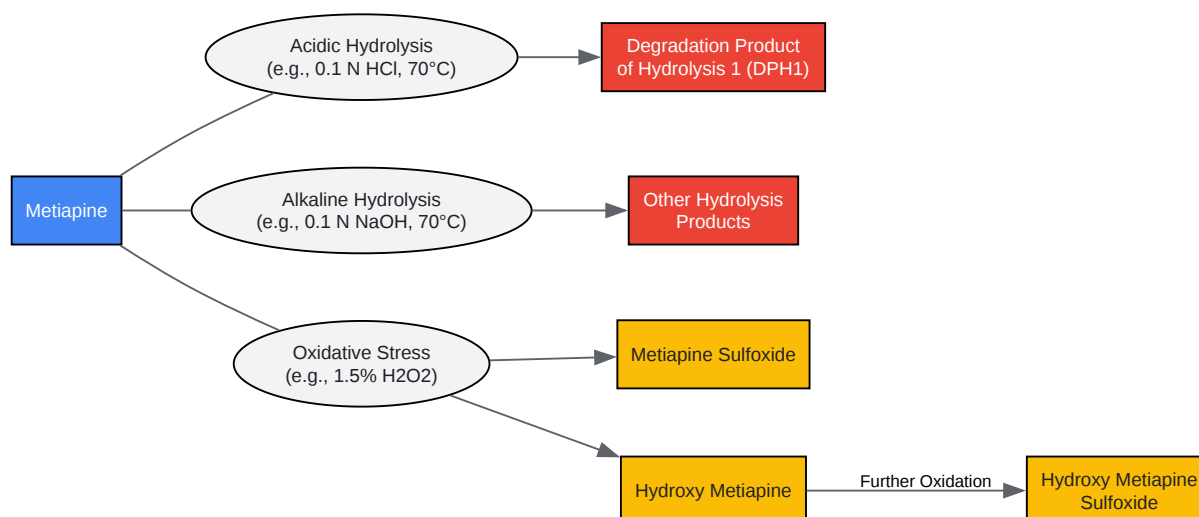 Acidic Hydrolysis
(e.g., 0.1 N HCl, 70°C)
Degradation Product
of Hydrolysis 1 (DPH1)
Metiapine
Alkaline Hydrolysis
(e.g., 0.1 N NaOH, 70°C)
Other Hydrolysis
Products
Oxidative Stress
(e.g., 1.5% H2O2)
Metiapine Sulfoxide
Hydroxy Metiapine
Further Oxidation
Hydroxy Metiapine
Sulfoxide